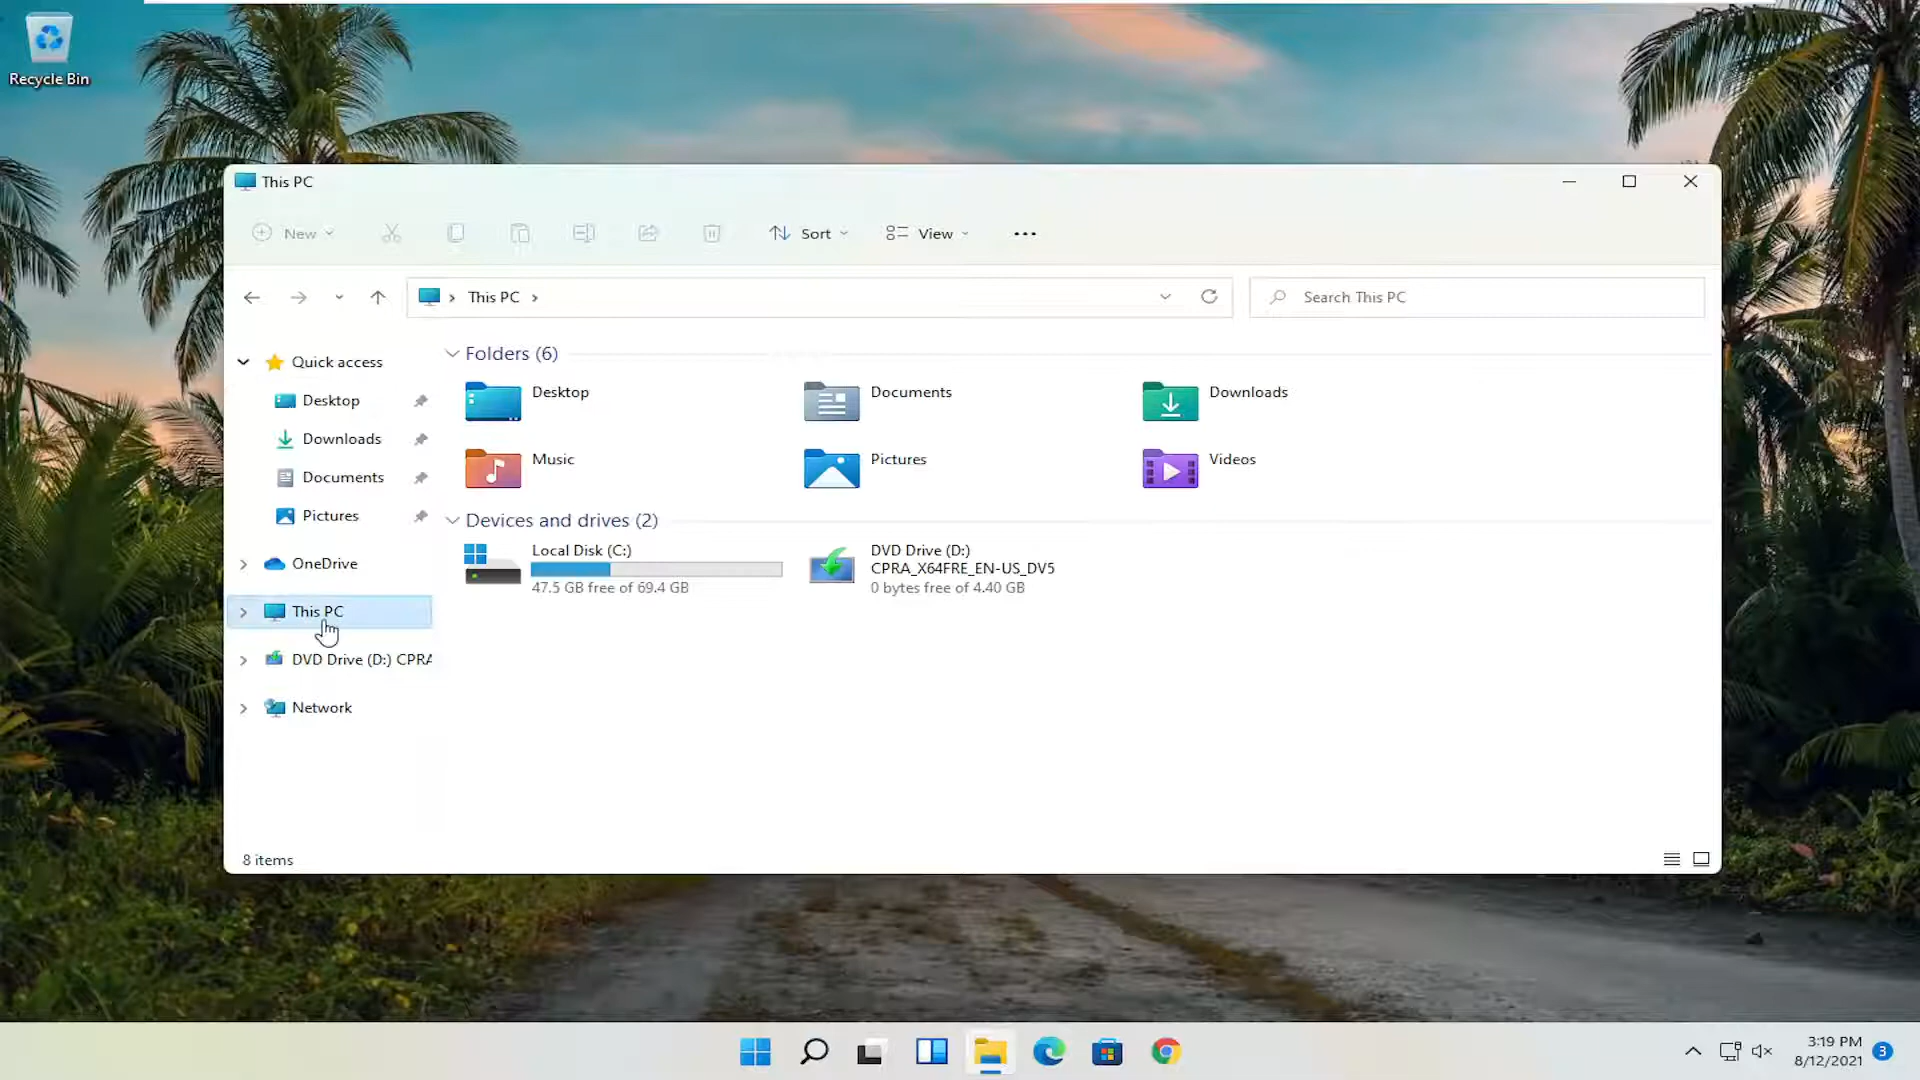 Recycle Bin
This PC
New
Sort
View
This PC
Search This PC
Quick access
Desktop
Downloads
Documents
Pictures
OneDrive
This PC
DVD Drive (D:) CPRA
Network
Folders (6)
Desktop
Documents
Downloads
Music
Pictures
Videos
Devices and drives (2)
Local Disk (C:)
47.5 GB free of 69.4 GB
DVD Drive (D:)
CPRA_X64FRE_EN-US_DV5
0 bytes free of 4.40 GB
8 items
3:19 PM
8/12/2021
3